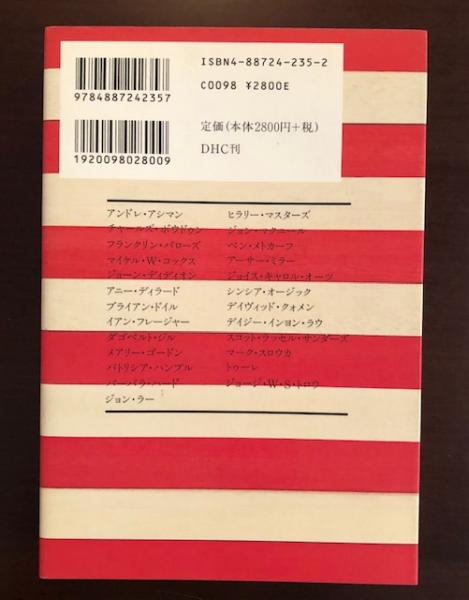 ISBN4-88724-235-2
C0098 ¥2800E
9784887242357
定価(本体2800円+税)
DHC刊
1920098028009
アンドレ・アシマン
チャールズ・ボウドゥン
フランクリン・バローズ
マイケル・W・コックス
ジョーン・ディディオン
アニー・ディラード
ブライアン・ドイル
イアン・フレージャー
ダゴベルト・ジル
メアリー・ゴードン
パトリシア・ハンプル
バーバラ・ハード
ジョン・ラー
ヒラリー・マスターズ
ジョン・マクニール
ベン・メトカーフ
アーサー・ミラー
ジョイス・キャロル・オーツ
シンシア・オージック
デイヴィッド・クォメン
デイジー・インヨン・ラウ
スコット・ラッセル・サンダーズ
マーク・スロウカ
トゥーレ
ジョージ・W・S・トロウ